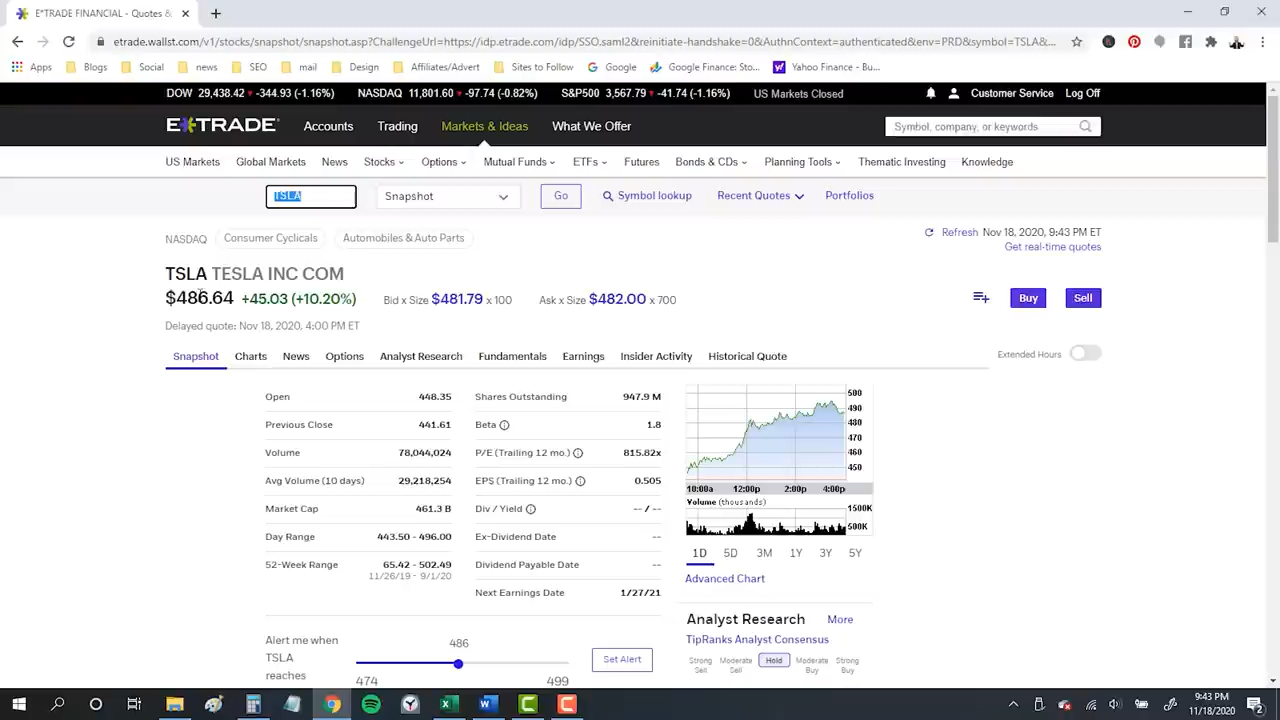 E*TRADE FINANCIAL - Quotes &
etrade.wallst.com/v1/stocks/snapshot/snapshot.asp?ChallengeUrl=https://idp.etrade.com/idp/SSO.saml2&reinitiate-handshake=0&AuthnContext=authenticated&env=PRD&symbol=TSLA&...
Apps Blogs Social news SEO mail Design Affiliates/Advert Sites to Follow Google Google Finance: Sto... Yahoo Finance - Bu...
DOW 29,438.42 -344.93 (-1.16%) NASDAQ 11,801.60 -97.74 (-0.82%) S&P500 3,567.79 -41.74 (-1.16%) US Markets Closed Customer Service Log Off
E*TRADE Accounts Trading Markets & Ideas What We Offer Symbol, company, or keywords
US Markets Global Markets News Stocks Options Mutual Funds ETFs Futures Bonds & CDs Planning Tools Thematic Investing Knowledge
TSLA Snapshot Go Symbol lookup Recent Quotes Portfolios
NASDAQ Consumer Cyclicals Automobiles & Auto Parts Refresh Nov 18, 2020, 9:43 PM ET
Get real-time quotes
TSLA TESLA INC COM
$486.64 +45.03 (+10.20%) Bid x Size $481.79 x 100 Ask x Size $482.00 x 700 Buy Sell
Delayed quote: Nov 18, 2020, 4:00 PM ET
Snapshot Charts News Options Analyst Research Fundamentals Earnings Insider Activity Historical Quote Extended Hours
Open 448.35 Shares Outstanding 947.9 M
Previous Close 441.61 Beta 1.8
Volume 78,044,024 P/E (Trailing 12 mo.) 815.82x
Avg Volume (10 days) 29,218,254 EPS (Trailing 12 mo.) 0.505
Market Cap 461.3 B Div / Yield -- / --
Day Range 443.50 - 496.00 Ex-Dividend Date --
52-Week Range 65.42 - 502.49 Dividend Payable Date --
11/26/19 - 9/1/20
Next Earnings Date 1/27/21
500
490
480
470
460
450
10:00a 12:00p 2:00p 4:00p
Volume (thousands)
1500K
500K
1D 5D 3M 1Y 3Y 5Y
Advanced Chart
Analyst Research More
TipRanks Analyst Consensus
Strong Sell Moderate Sell Hold Moderate Buy Strong Buy
Alert me when
TSLA
reaches
486
474 499
Set Alert
9:43 PM
11/18/2020